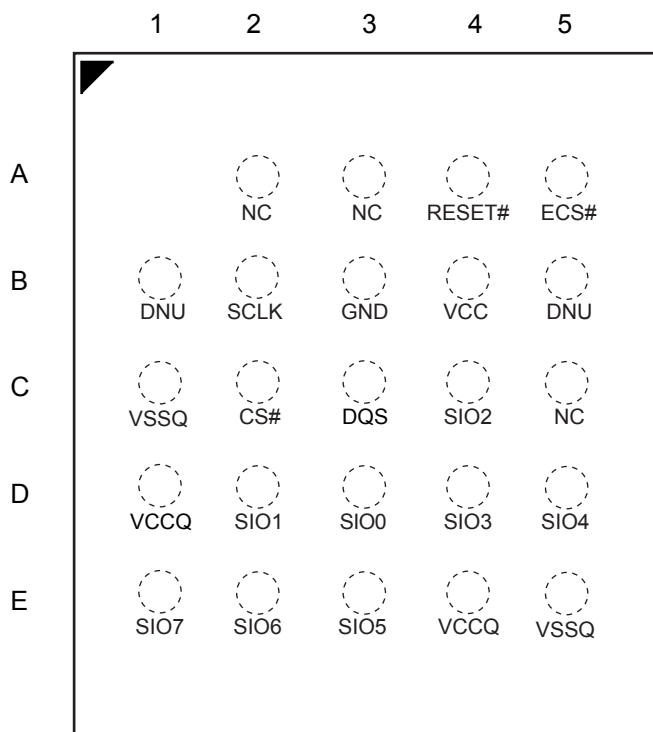 1 2 3 4 5
A
NC NC RESET# ECS#
B
DNU SCLK GND VCC DNU
C
VSSQ CS# DQS SIO2 NC
D
VCCQ SIO1 SIO0 SIO3 SIO4
E
SIO7 SIO6 SIO5 VCCQ VSSQ